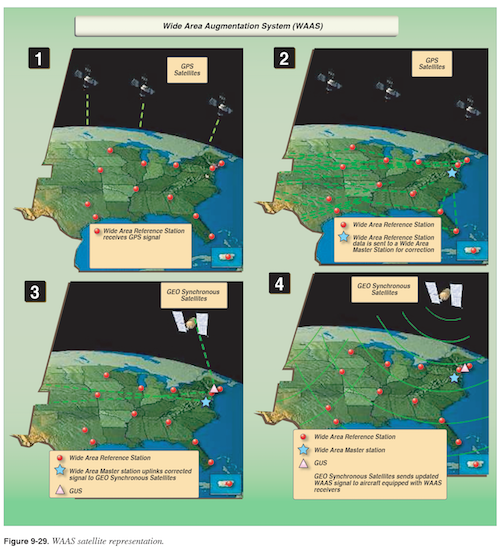 Wide Area Augmentation System (WAAS)
1
GPS
Satellites
Wide Area Reference Station
receives GPS signal
2
GPS
Satellites
Wide Area Reference Station
Wide Area Reference Station
data is sent to a Wide Area
Master Station for correction
3
GEO Synchronous
Satellites
Wide Area Reference Station
Wide Area Master station uplinks corrected
signal to GEO Synchronous Satellites
GUS
4
GEO Synchronous
Satellites
Wide Area Reference Station
Wide Area Master station
GUS
GEO Synchronous Satellites sends updated
WAAS signal to aircraft equipped with WAAS
receivers
Figure 9-29. WAAS satellite representation.